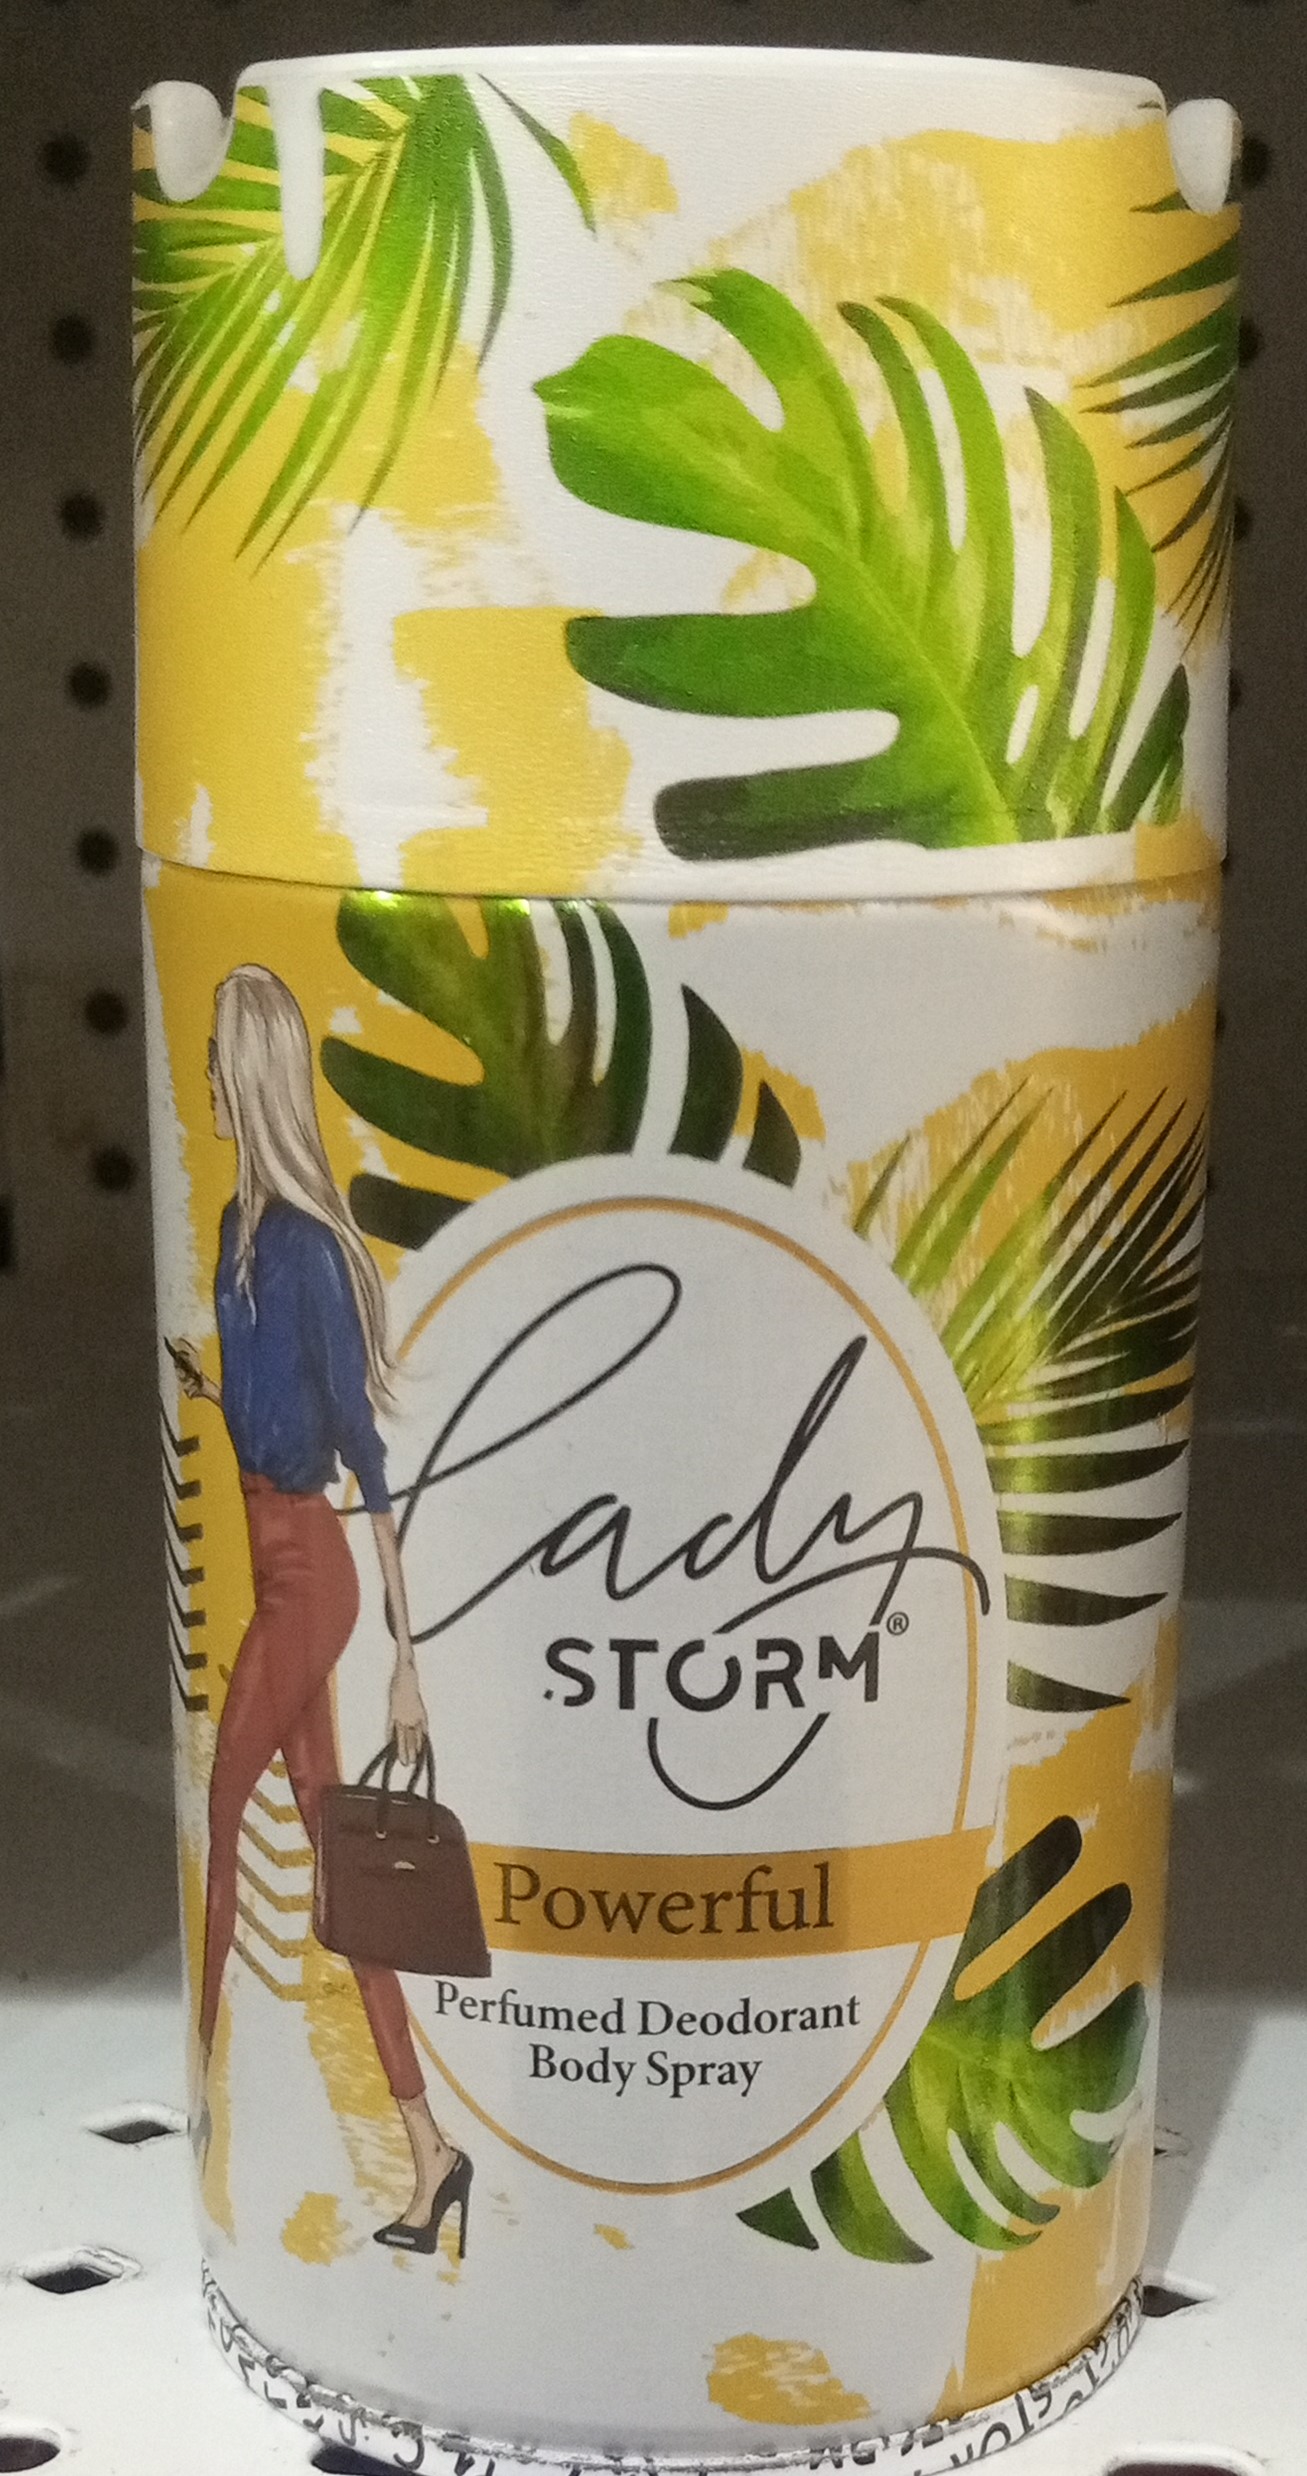 Lady
STORM®
Powerful
Perfumed Deodorant
Body Spray